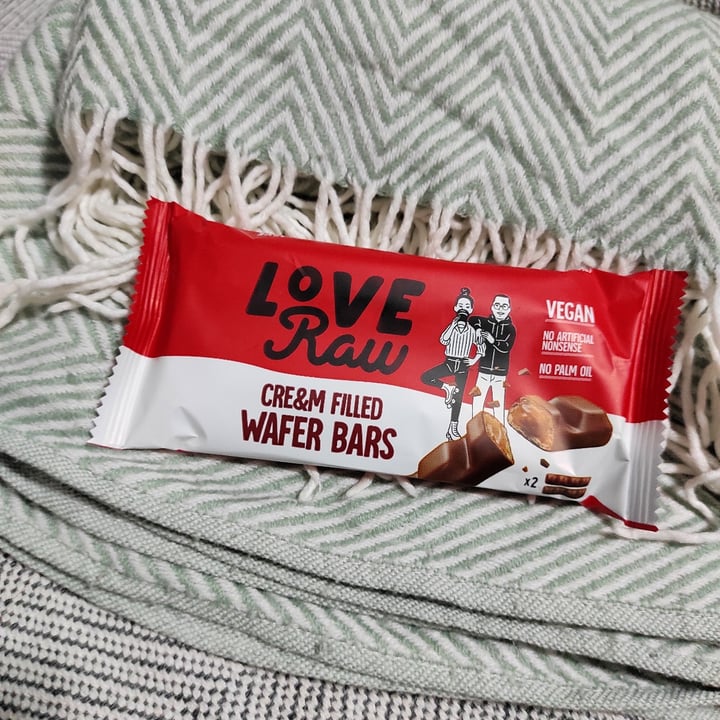 LOVE
Raw
CRE&M FILLED
WAFER BARS
VEGAN
NO ARTIFICIAL
NONSENSE
NO PALM OIL
x2